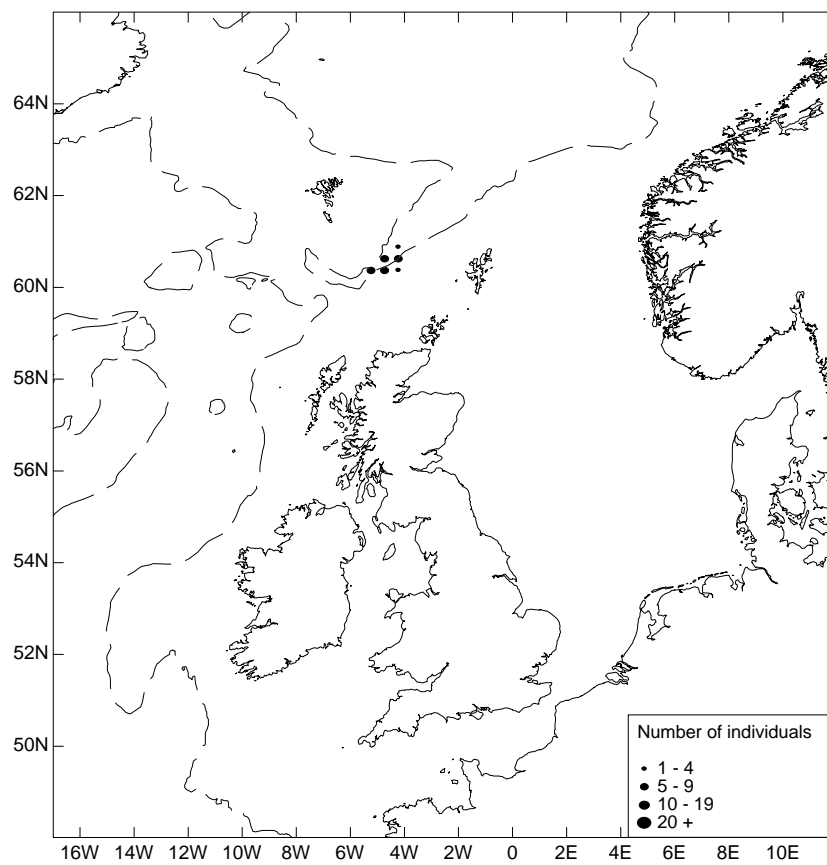 64N
62N
60N
58N
56N
54N
52N
50N
Number of individuals
1 - 4
5 - 9
10 - 19
20 +
16W 14W 12W 10W 8W 6W 4W 2W 0 2E 4E 6E 8E 10E